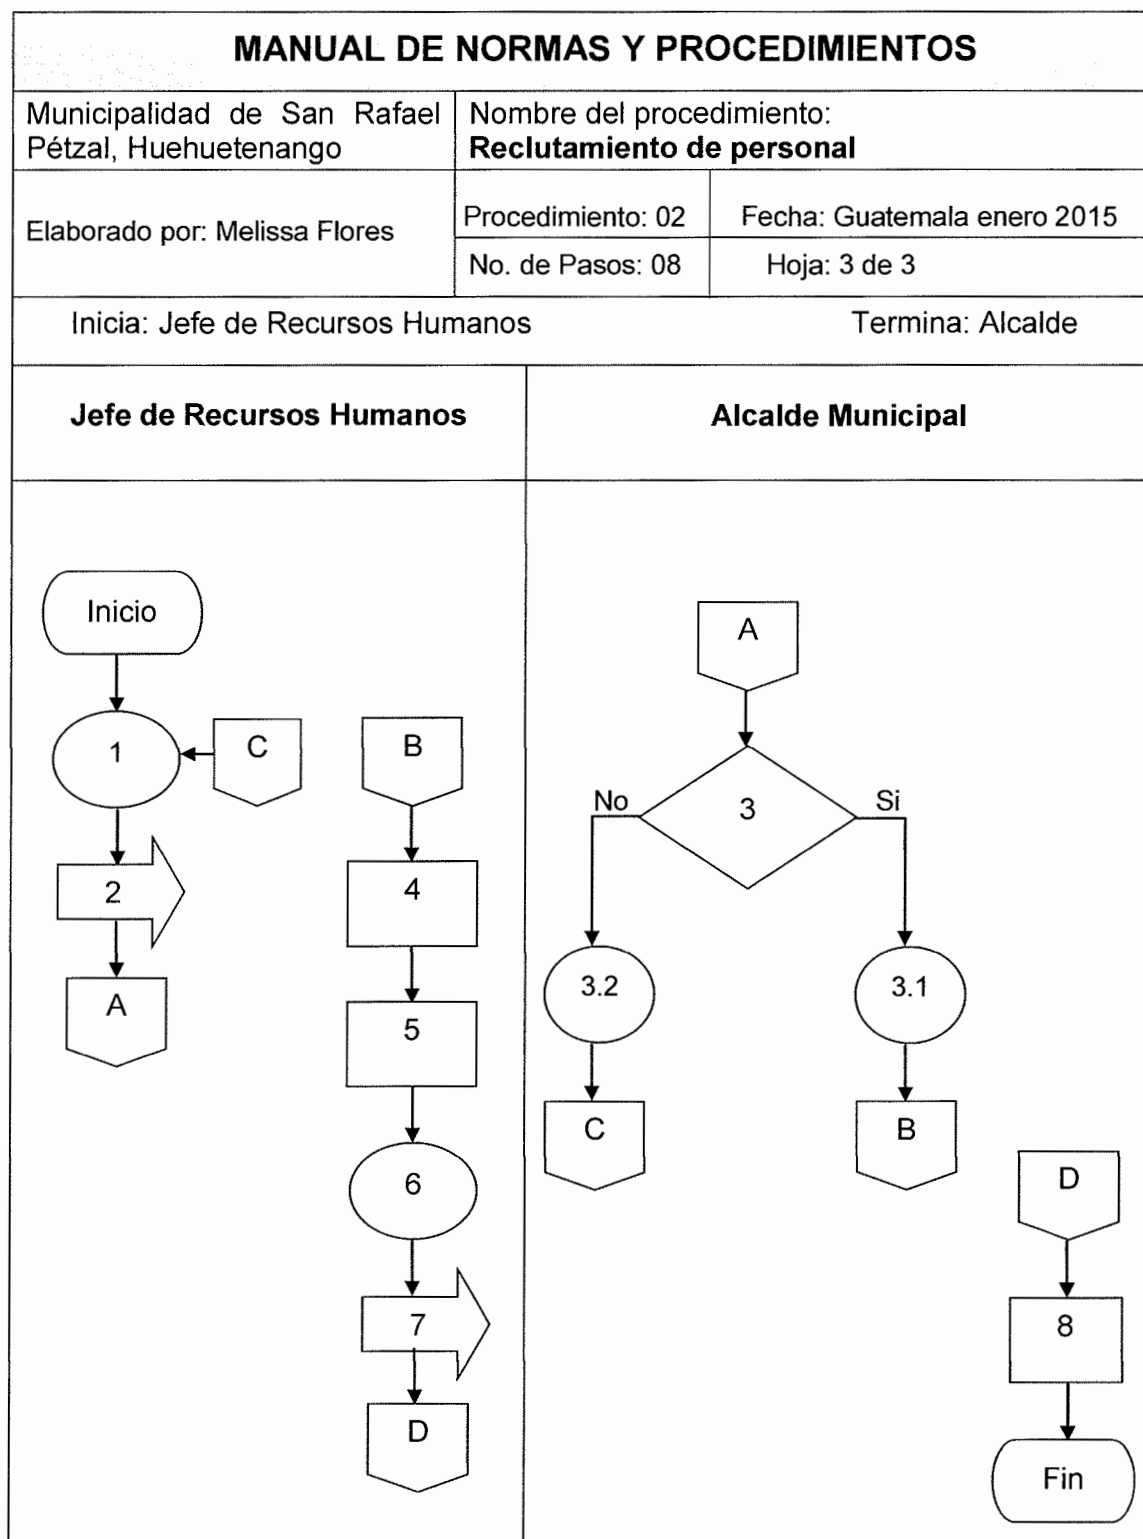 MANUAL DE NORMAS Y PROCEDIMIENTOS
Municipalidad de San Rafael
Pétzal, Huehuetenango
Nombre del procedimiento:
Reclutamiento de personal
Elaborado por: Melissa Flores
Procedimiento: 02
Fecha: Guatemala enero 2015
No. de Pasos: 08
Hoja: 3 de 3
Inicia: Jefe de Recursos Humanos
Termina: Alcalde
Jefe de Recursos Humanos
Alcalde Municipal
Inicio
1
C
2
A
B
4
5
6
7
D
A
3
No
Si
3.2
3.1
C
B
D
8
Fin